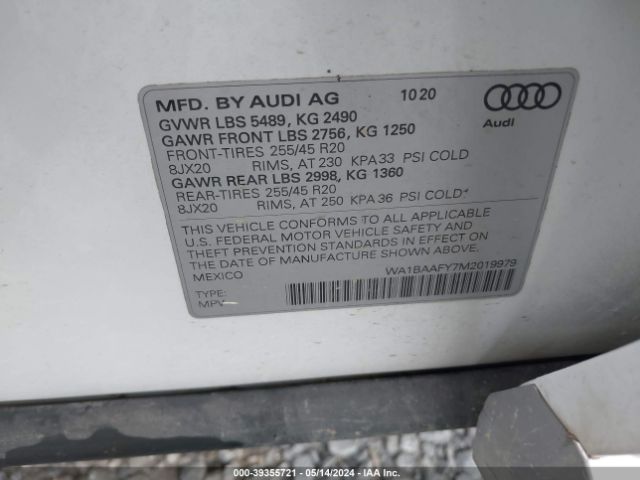 MFD. BY AUDI AG 10 20
GVWR LBS 5489, KG 2490
GAWR FRONT LBS 2756, KG 1250
FRONT-TIRES 255/45 R20
8JX20 RIMS, AT 230 KPA 33 PSI COLD
GAWR REAR LBS 2998, KG 1360
REAR-TIRES 255/45 R20
8JX20 RIMS, AT 250 KPA 36 PSI COLD
THIS VEHICLE CONFORMS TO ALL APPLICABLE
U.S. FEDERAL MOTOR VEHICLE SAFETY AND
THEFT PREVENTION STANDARDS IN EFFECT ON
THE DATE OF MANUFACTURE SHOWN ABOVE.
MEXICO WA1BAAFY7M2019979
TYPE:
MPV
Audi
000-39355721 - 05/14/2024 - IAA Inc.